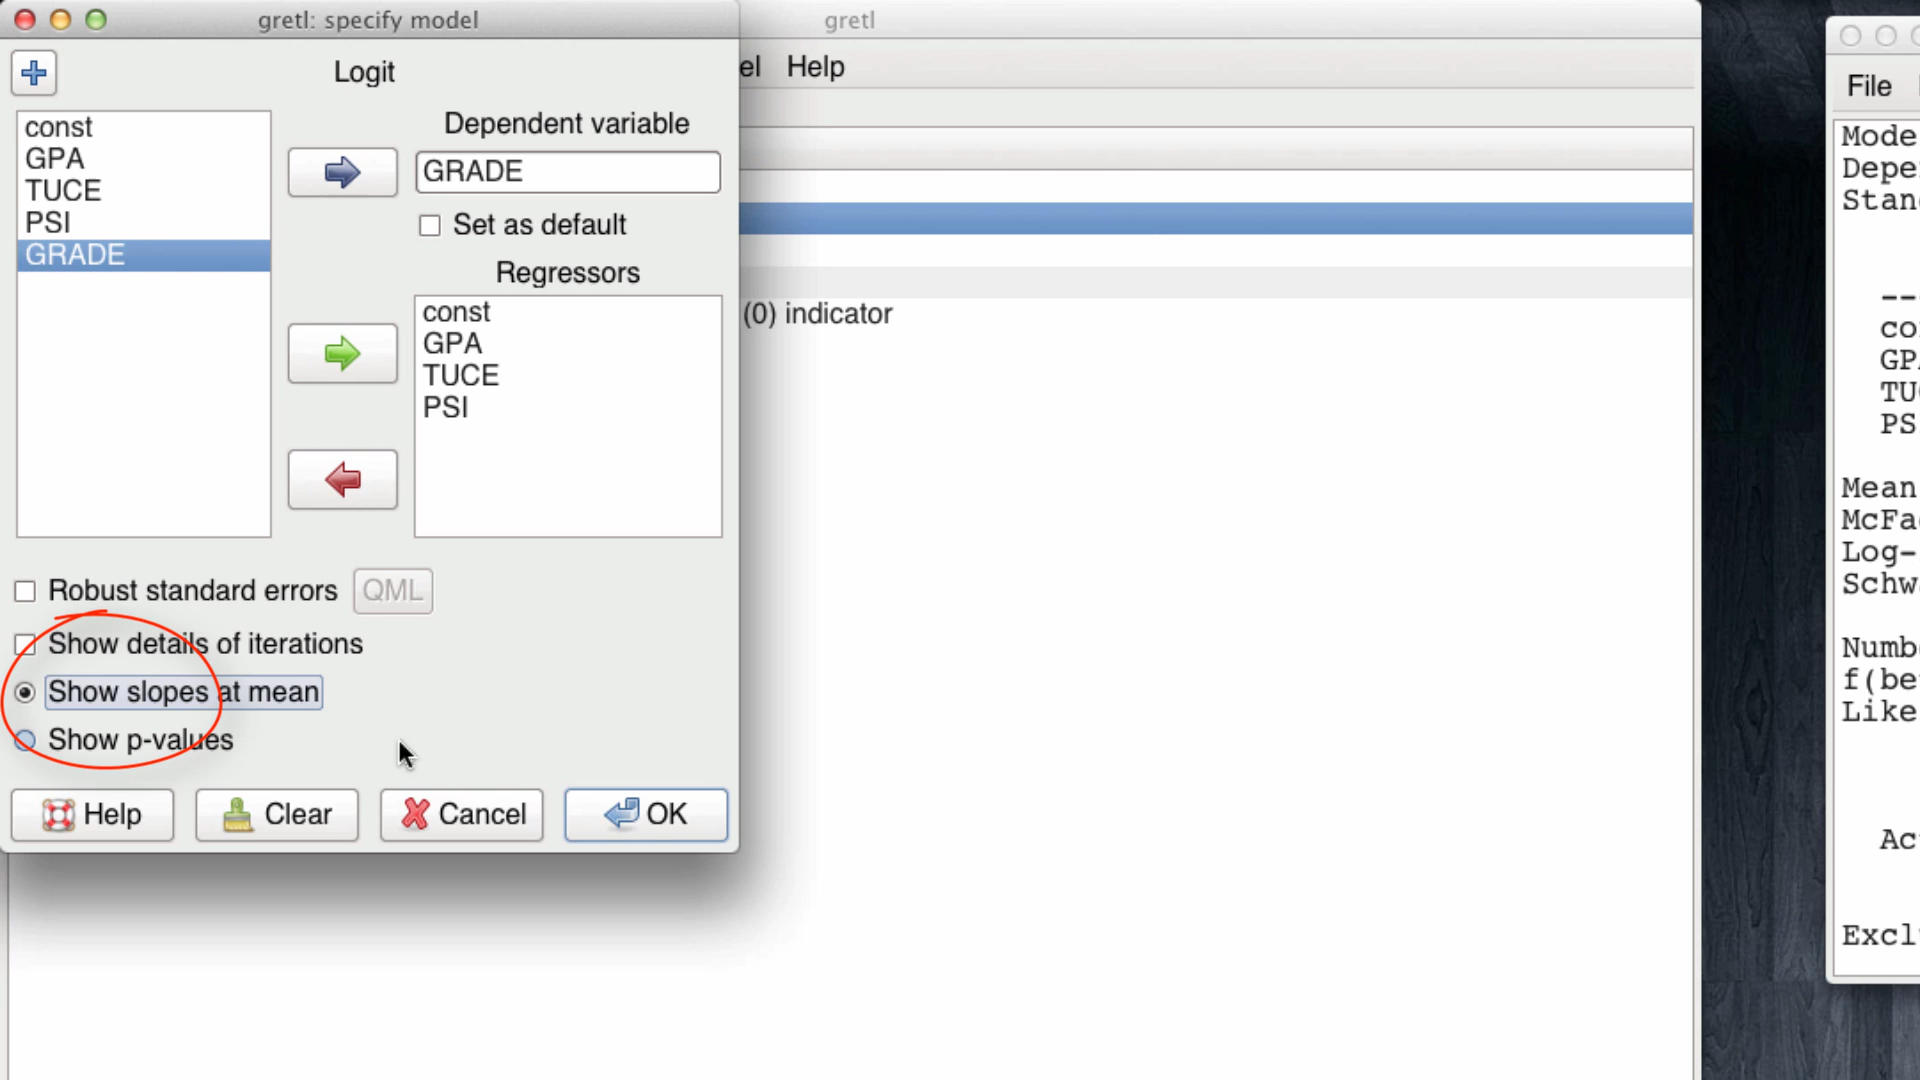 gretl: specify model
Logit
const
GPA
TUCE
PSI
GRADE
Dependent variable
GRADE
Set as default
Regressors
const
GPA
TUCE
PSI
Robust standard errors QML
Show details of iterations
Show slopes at mean
Show p-values
Help Clear Cancel OK
gretl
el Help
(0) indicator
File
Mode
Depe
Stan
---
co
GPA
TU
PS
Mean
McFa
Log-
Schw
Numb
f(be
Like
Ac
Excl